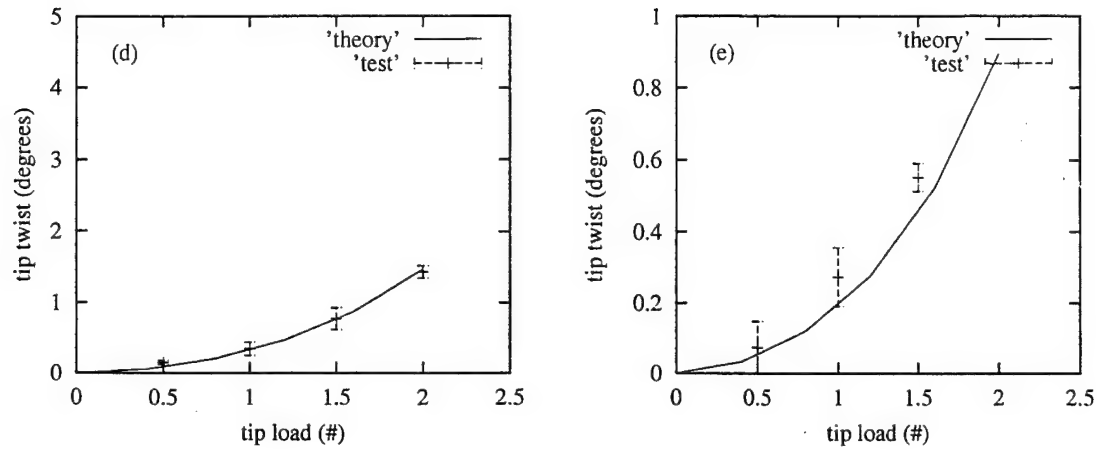 5
4
3
2
1
0
tip twist (degrees)
(d)
'theory'
'test'
0 0.5 1 1.5 2 2.5
tip load (#)
1
0.8
0.6
0.4
0.2
0
tip twist (degrees)
(e)
'theory'
'test'
0 0.5 1 1.5 2 2.5
tip load (#)